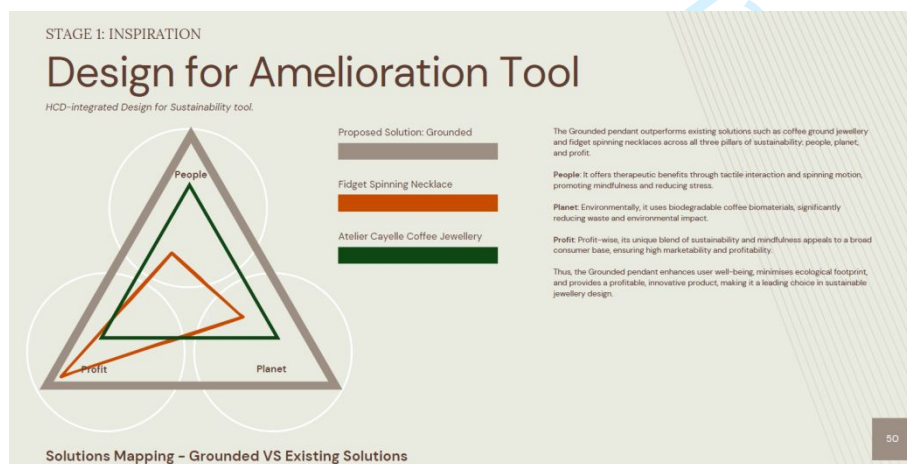 STAGE 1: INSPIRATION
Design for Amelioration Tool
HCD-integrated Design for Sustainability tool.
People
Profit
Planet
Proposed Solution: Grounded
Fidget Spinning Necklace
Atelier Cayelle Coffee Jewellery
The Grounded pendant outperforms existing solutions such as coffee ground jewellery
and fidget spinning necklaces across all three pillars of sustainability: people, planet,
and profit.
People: It offers therapeutic benefits through tactile interaction and spinning motion,
promoting mindfulness and reducing stress.
Planet: Environmentally, it uses biodegradable coffee biomaterials, significantly
reducing waste and environmental impact.
Profit: Profit-wise, its unique blend of sustainability and mindfulness appeals to a broad
consumer base, ensuring high marketability and profitability.
Thus, the Grounded pendant enhances user well-being, minimises ecological footprint,
and provides a profitable, innovative product, making it a leading choice in sustainable
jewellery design.
50
Solutions Mapping - Grounded VS Existing Solutions